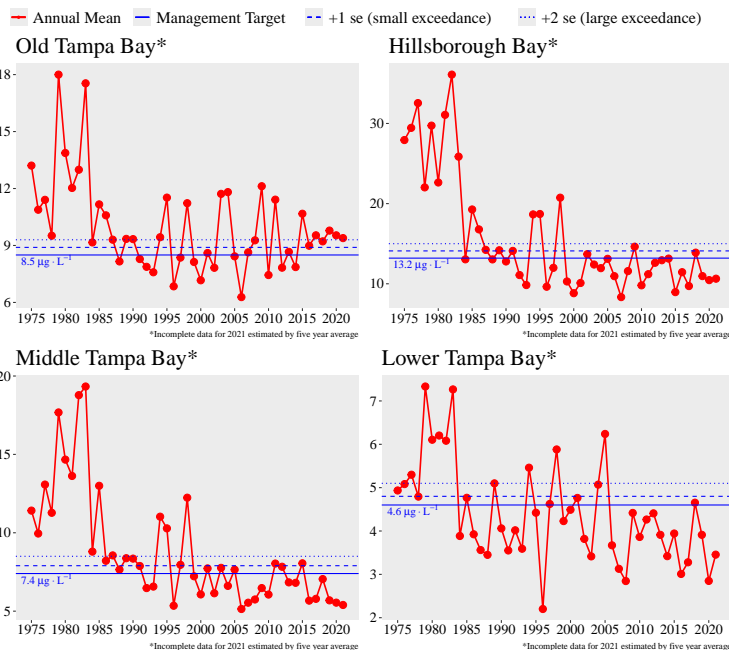 Annual Mean Management Target +1 se (small exceedance) +2 se (large exceedance)
Old Tampa Bay*
18
15
12
9
6
8.5 μg · L⁻¹
1975 1980 1985 1990 1995 2000 2005 2010 2015 2020
*Incomplete data for 2021 estimated by five year average
Hillsborough Bay*
30
20
10
13.2 μg · L⁻¹
1975 1980 1985 1990 1995 2000 2005 2010 2015 2020
*Incomplete data for 2021 estimated by five year average
Middle Tampa Bay*
20
15
10
5
7.4 μg · L⁻¹
1975 1980 1985 1990 1995 2000 2005 2010 2015 2020
*Incomplete data for 2021 estimated by five year average
Lower Tampa Bay*
7
6
5
4
3
2
4.6 μg · L⁻¹
1975 1980 1985 1990 1995 2000 2005 2010 2015 2020
*Incomplete data for 2021 estimated by five year average